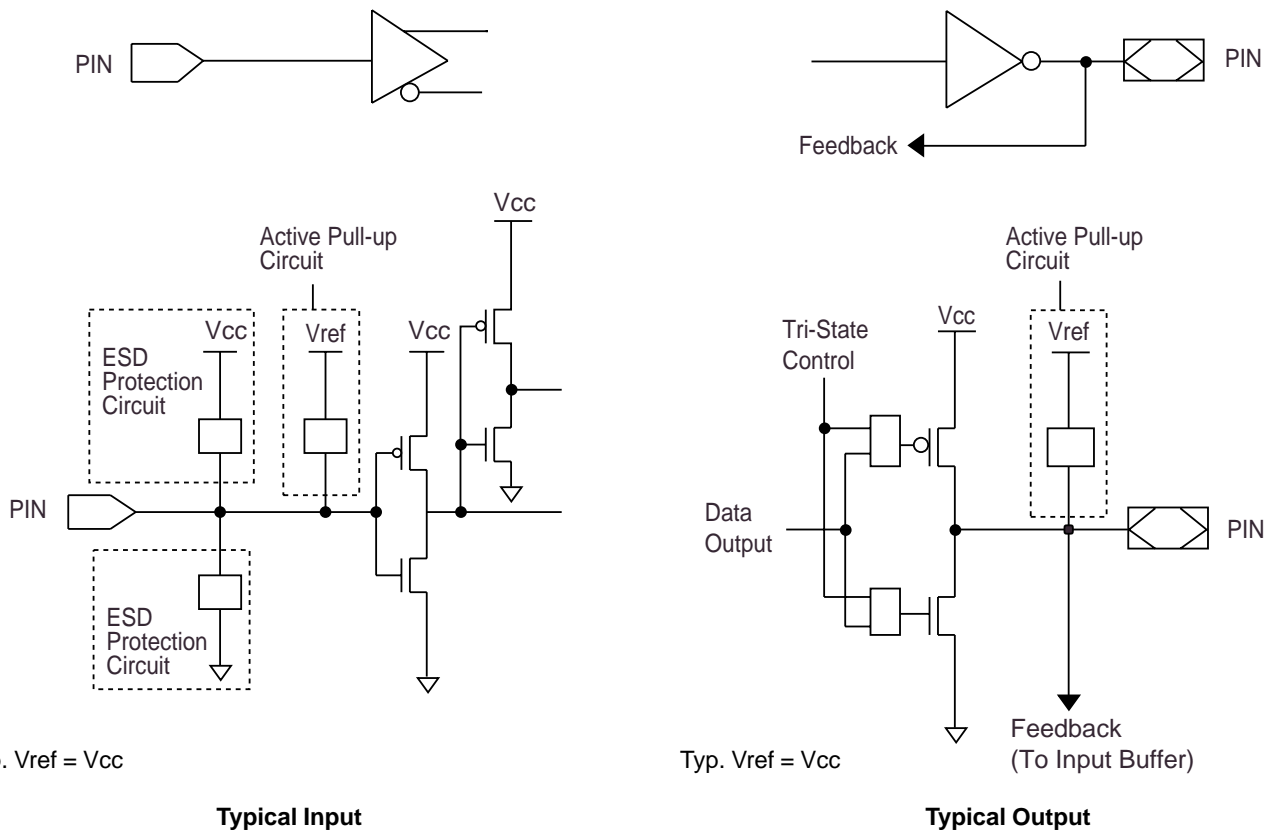 PIN
PIN
Feedback
Vcc
Active Pull-up
Circuit
Vcc
Vref
Vcc
ESD
Protection
Circuit
PIN
ESD
Protection
Circuit
. Vref = Vcc
Typical Input
Active Pull-up
Circuit
Tri-State
Control
Vcc
Vref
Data
Output
PIN
Feedback
(To Input Buffer)
Typ. Vref = Vcc
Typical Output